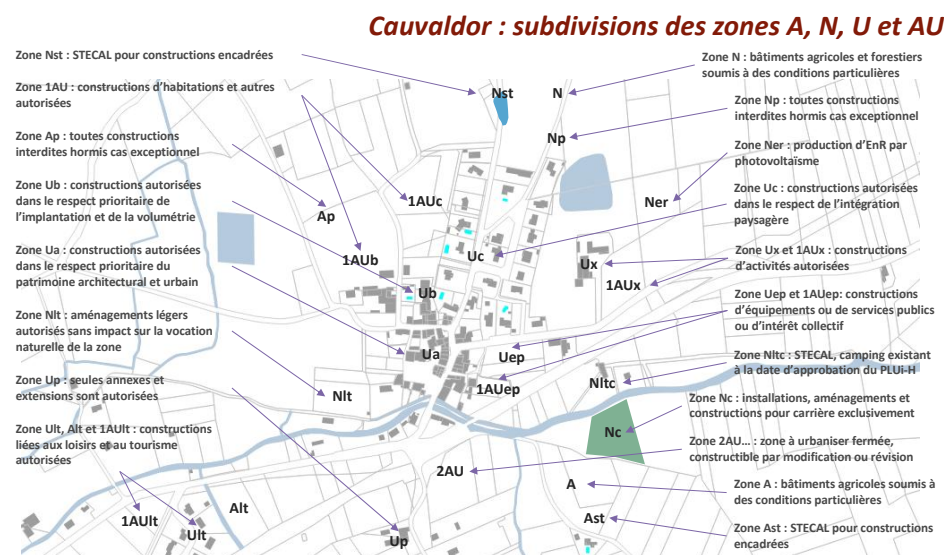 Cauvaldor : subdivisions des zones A, N, U et AU
Zone Nst : STECAL pour constructions encadrées
Zone 1AU : constructions d'habitations et autres
autorisées
Zone Ap : toutes constructions
interdites hormis cas exceptionnel
Zone Ub : constructions autorisées
dans le respect prioritaire de
l'implantation et de la volumétrie
Zone Ua : constructions autorisées
dans le respect prioritaire du
patrimoine architectural et urbain
Zone Nlt : aménagements légers
autorisés sans impact sur la vocation
naturelle de la zone
Zone Up : seules annexes et
extensions sont autorisées
Zone Ult, Alt et 1AUlt : constructions
liées aux loisirs et au tourisme
autorisées
Nst
N
Np
Ap
1AUc
Ner
1AUb
Uc
Ux
1AUx
Ub
Ua
Uep
Nlt
1AUep
Nltc
Nc
2AU
A
Alt
1AUlt
Ult
Up
Ast
Zone N : bâtiments agricoles et forestiers
soumis à des conditions particulières
Zone Np : toutes constructions
interdites hormis cas exceptionnel
Zone Ner : production d'EnR par
photovoltaïsme
Zone Uc : constructions autorisées
dans le respect de l'intégration
paysagère
Zone Ux et 1AUx : constructions
d'activités autorisées
Zone Uep et 1AUep: constructions
d'équipements ou de services publics
ou d'intérêt collectif
Zone Nltc : STECAL, camping existant
à la date d'approbation du PLUi-H
Zone Nc : installations, aménagements et
constructions pour carrière exclusivement
Zone 2AU... : zone à urbaniser fermée,
constructible par modification ou révision
Zone A : bâtiments agricoles soumis à
des conditions particulières
Zone Ast : STECAL pour constructions
encadrées